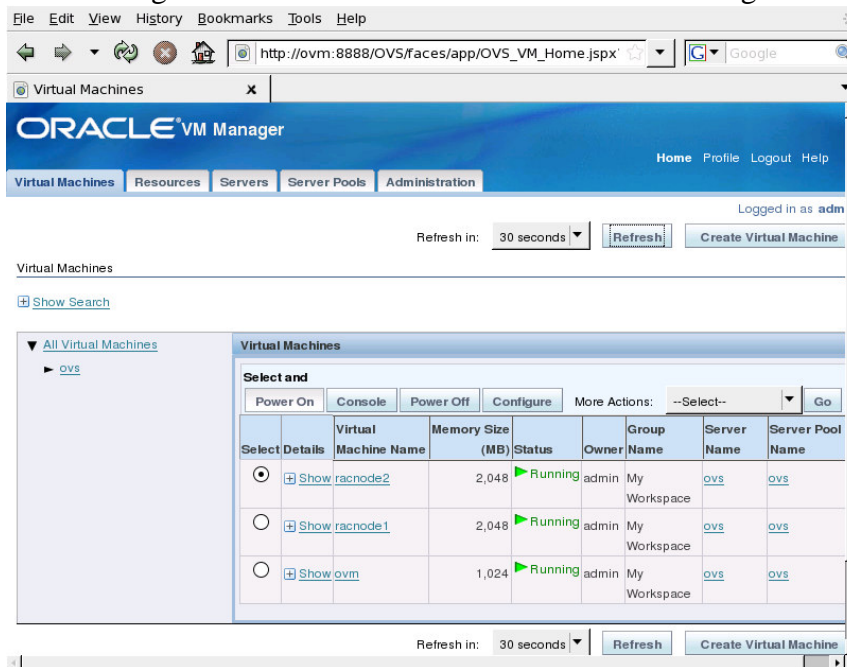 File Edit View History Bookmarks Tools Help
http://ovm:8888/OVS/faces/app/OVS_VM_Home.jspx
G Google
Virtual Machines x
ORACLE VM Manager
Home Profile Logout Help
Virtual Machines Resources Servers Server Pools Administration
Logged in as adm
Refresh in: 30 seconds Refresh Create Virtual Machine
Virtual Machines
Show Search
All Virtual Machines
ovs
Virtual Machines
Select and
Power On Console Power Off Configure More Actions: --Select-- Go
Virtual Memory Size Group Server Server Pool
Select Details Machine Name (MB) Status Owner Name Name Name
Show racnode2 2,048 Running admin My ovs ovs
Workspace
Show racnode1 2,048 Running admin My ovs ovs
Workspace
Show ovm 1,024 Running admin My ovs ovs
Workspace
Refresh in: 30 seconds Refresh Create Virtual Machine